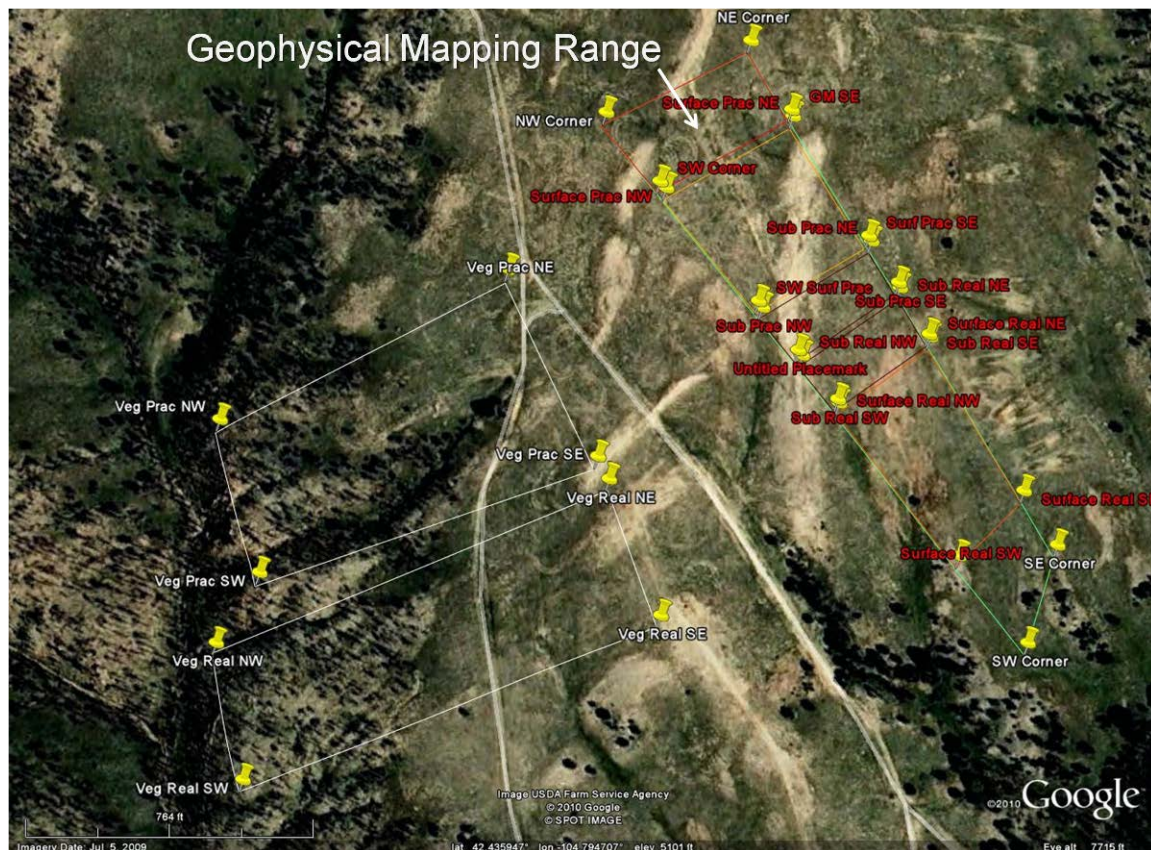 NE Corner
Geophysical Mapping Range
Surface Prac NE
GM SE
NW Corner
SW Corner
Surface Prac NW
Sub Prac NE
Surf Prac SE
Veg Prac NE
SW Surf Prac
Sub Real NE
Sub Prac SE
Sub Prac NW
Surface Real NE
Sub Real NW
Sub Real SE
Untitled Placemark
Surface Real NW
Veg Prac NW
Sub Real SW
Veg Prac SE
Veg Real NE
Surface Real S
Surface Real SW
SE Corner
Veg Prac SW
Veg Real SE
Veg Real NW
SW Corner
Veg Real SW
Image USDA Farm Service Agency
© 2010 Google
© SPOT IMAGE
©2010 Google
764 ft
Imagery Date: Jul 5, 2009
lat 42.435947° lon -104.794707° elev 5101 ft
Eye alt 7715 ft